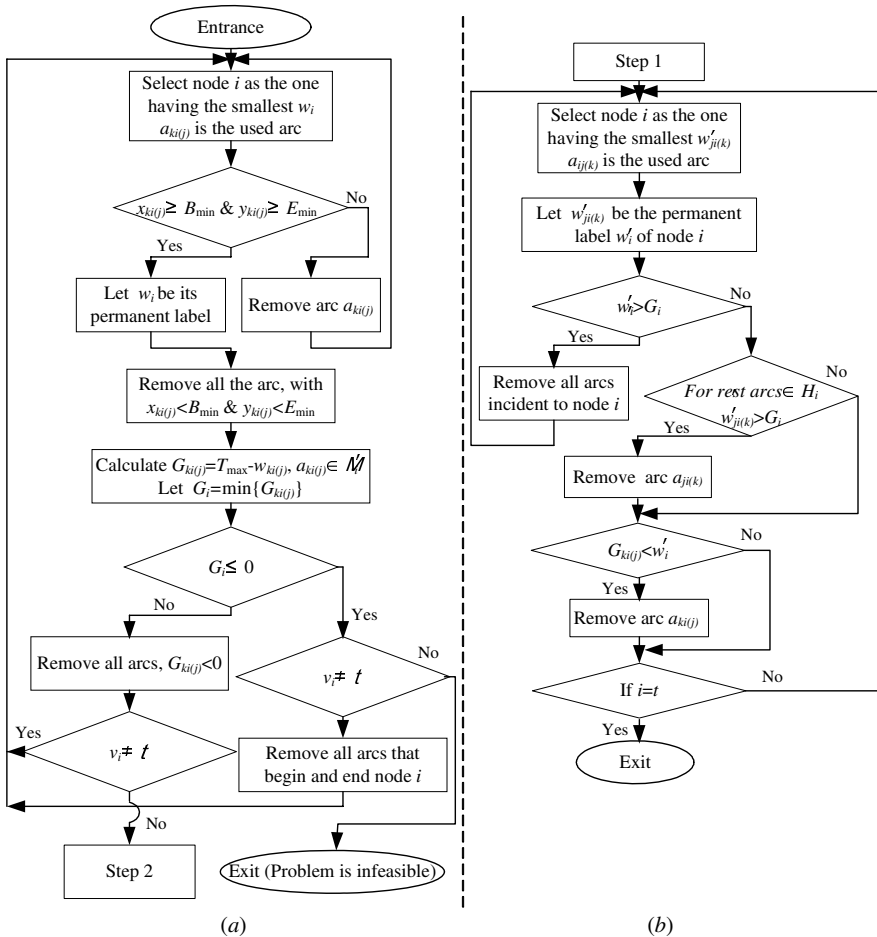 Entrance
Select node i as the one
having the smallest w_i
a_ki(j) is the used arc
x_ki(j) ≥ B_min & y_ki(j) ≥ E_min
No
Yes
Let w_i be its
permanent label
Remove arc a_ki(j)
Remove all the arc, with
x_ki(j)<B_min & y_ki(j)<E_min
Calculate G_ki(j)=T_max-w_ki(j), a_ki(j)∈ M'_i
Let G_i=min{G_ki(j)}
G_i≤ 0
No
Yes
Remove all arcs, G_ki(j)<0
v_i≠ t
No
Yes
v_i≠ t
Remove all arcs that
begin and end node i
No
Step 2
Exit (Problem is infeasible)
(a)
Step 1
Select node i as the one
having the smallest w'_ji(k)
a_ij(k) is the used arc
Let w'_ji(k) be the permanent
label w'_i of node i
w'_i>G_i
No
Yes
Remove all arcs
incident to node i
For rest arcs∈ H_i
w'_ji(k)>G_i
No
Yes
Remove arc a_ji(k)
G_ki(j)<w'_i
No
Yes
Remove arc a_ki(j)
If i=t
No
Yes
Exit
(b)